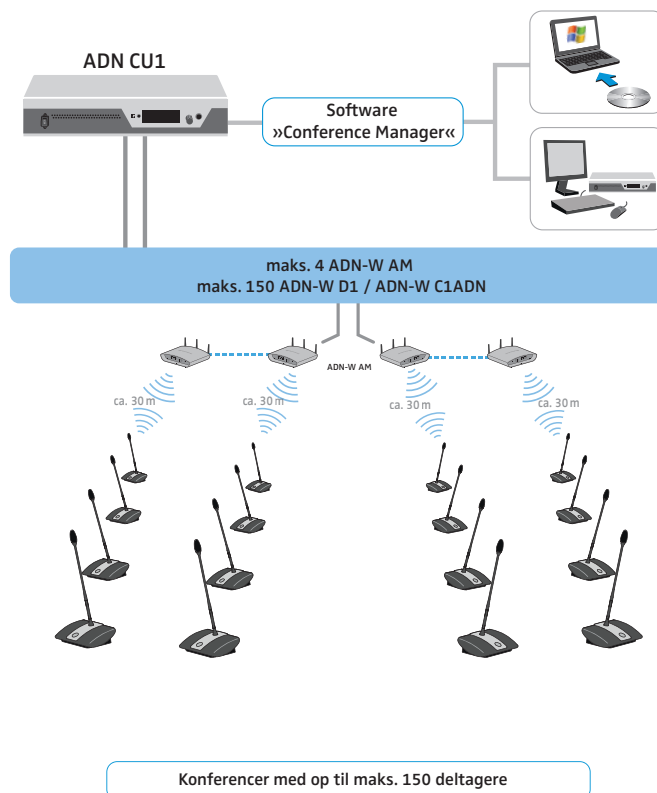 ADN CU1
Software
»Conference Manager«
maks. 4 ADN-W AM
maks. 150 ADN-W D1 / ADN-W C1ADN
ADN-W AM
ca. 30 m
ca. 30 m
ca. 30 m
ca. 30 m
Konferencer med op til maks. 150 deltagere